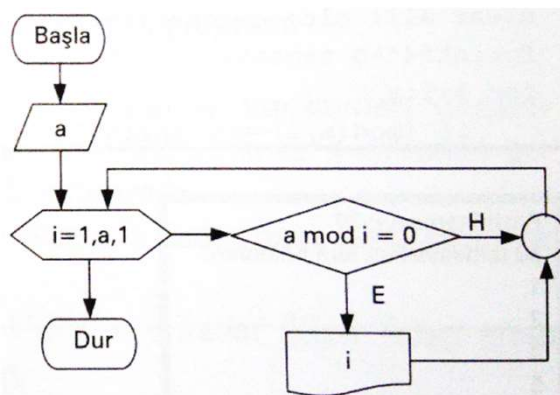 Başla
a
i=1,a,1
a mod i = 0
H
E
Dur
i